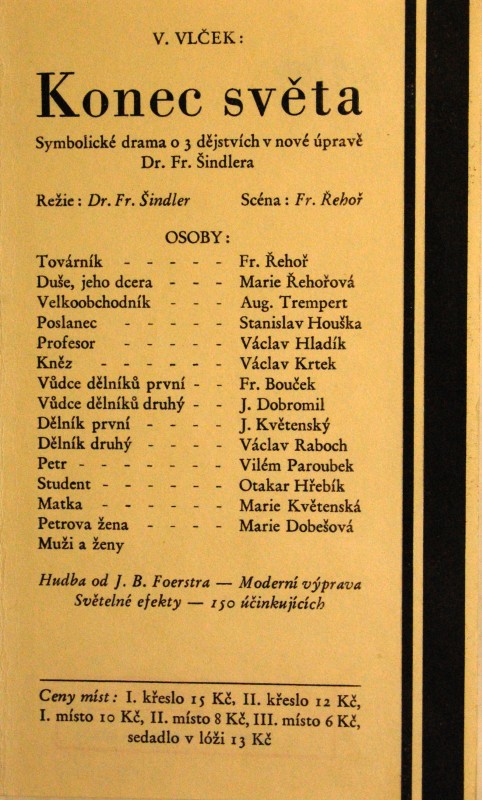 V. VLČEK:
Konec světa
Symbolické drama o 3 dějstvích v nové úpravě
Dr. Fr. Šindlera
Režie: Dr. Fr. Šindler Scéna: Fr. Řehoř
OSOBY:
Továrník - - - - - Fr. Řehoř
Duše, jeho dcera - - - Marie Řehořová
Velkoobchodník - - - Aug. Trempert
Poslanec - - - - - Stanislav Houška
Profesor - - - - - Václav Hladík
Kněz - - - - - - Václav Krtek
Vůdce dělníků první - - Fr. Bouček
Vůdce dělníků druhý - - J. Dobromil
Dělník první - - - - J. Květenský
Dělník druhý - - - - Václav Raboch
Petr - - - - - - - Vilém Paroubek
Student - - - - - - Otakar Hřebík
Matka - - - - - - Marie Květenská
Petrova žena - - - - Marie Dobešová
Muži a ženy
Hudba od J. B. Foerstra — Moderní výprava
Světelné efekty — 150 účinkujících
Ceny míst: I. křeslo 15 Kč, II. křeslo 12 Kč,
I. místo 10 Kč, II. místo 8 Kč, III. místo 6 Kč,
sedadlo v lóži 13 Kč